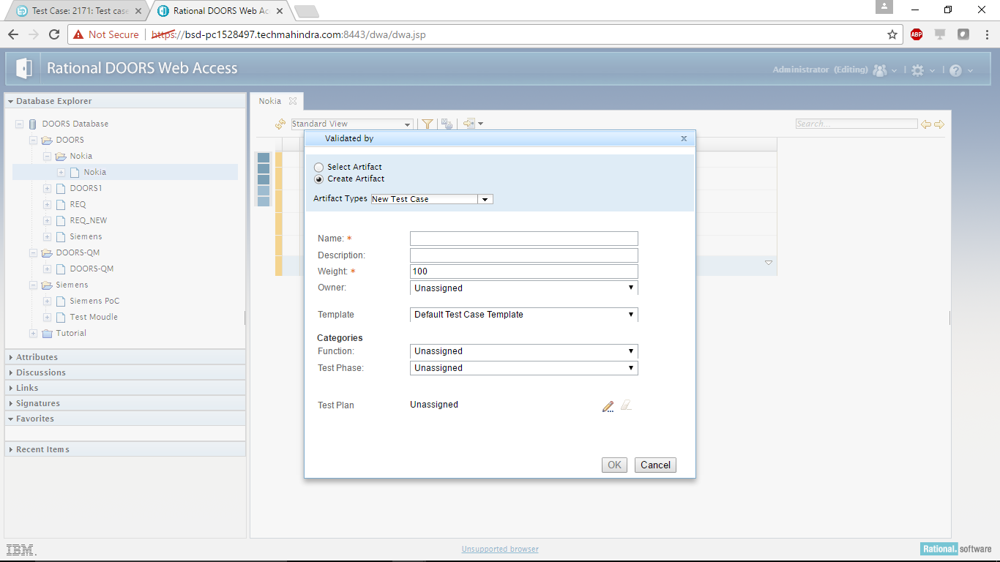 Test Case: 2171: Test case
Rational DOORS Web Ac
Not Secure
https://bsd-pc1528497.techmahindra.com:8443/dwa/dwa.jsp
ABP
Rational DOORS Web Access
Administrator (Editing)
Database Explorer
DOORS Database
DOORS
Nokia
Nokia
DOORS1
REQ
REQ_NEW
Siemens
DOORS-QM
DOORS-QM
Siemens
Siemens PoC
Test Moudle
Tutorial
Attributes
Discussions
Links
Signatures
Favorites
Recent Items
Nokia
Standard View
Search...
Validated by
Select Artifact
Create Artifact
Artifact Types New Test Case
Name: *
Description:
Weight: * 100
Owner: Unassigned
Template Default Test Case Template
Categories
Function: Unassigned
Test Phase: Unassigned
Test Plan Unassigned
OK Cancel
IBM.
Unsupported browser
Rational. software